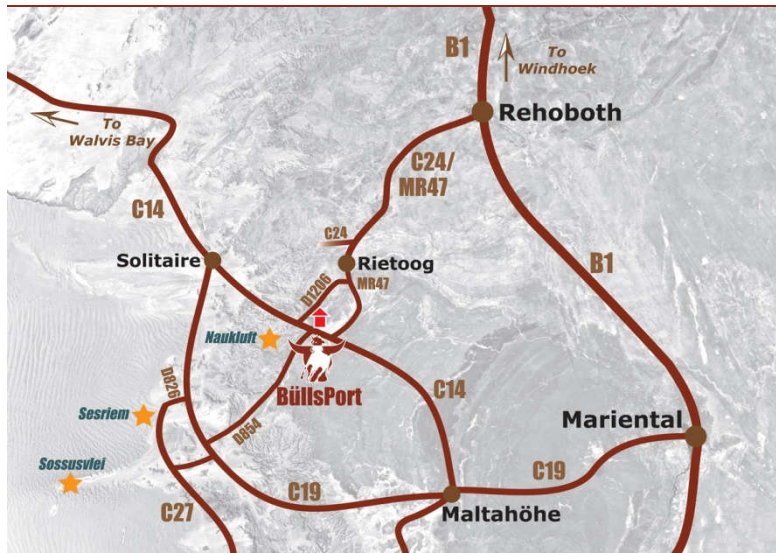 B1
To
Windhoek
Rehoboth
To
Walvis Bay
C24/
MR47
C14
C24
Solitaire
Rietoog
MR47
D1206
B1
Naukluft
BüllsPort
D826
C14
Sesriem
D854
Mariental
Sossusvlei
C19
C19
C27
Maltahöhe